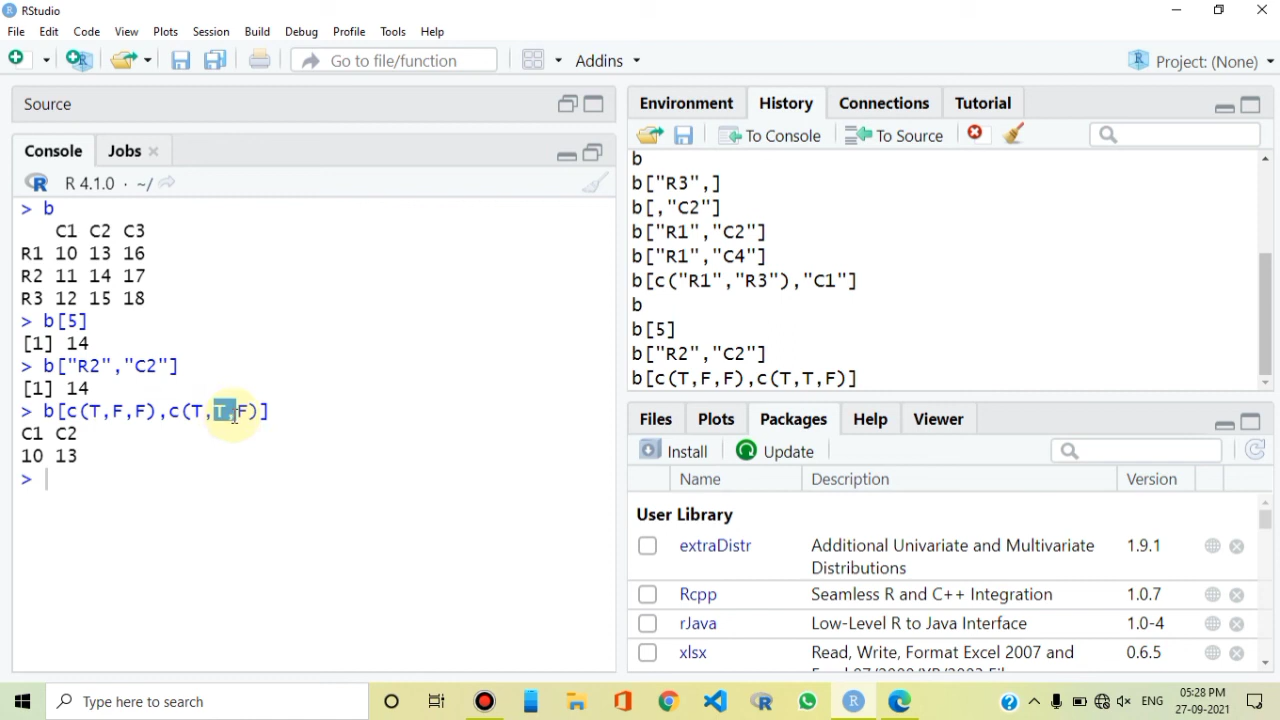 RStudio
File Edit Code View Plots Session Build Debug Profile Tools Help
Go to file/function Addins Project: (None)
Source
Console Jobs
R 4.1.0 · ~/
> b
C1 C2 C3
R1 10 13 16
R2 11 14 17
R3 12 15 18
> b[5]
[1] 14
> b["R2","C2"]
[1] 14
> b[c(T,F,F),c(T,T,F)]
C1 C2
10 13
>
Environment History Connections Tutorial
To Console To Source
b
b["R3",]
b[,"C2"]
b["R1","C2"]
b["R1","C4"]
b[c("R1","R3"),"C1"]
b
b[5]
b["R2","C2"]
b[c(T,F,F),c(T,T,F)]
Files Plots Packages Help Viewer
Install Update
Name Description Version
User Library
extraDistr Additional Univariate and Multivariate 1.9.1
Distributions
Rcpp Seamless R and C++ Integration 1.0.7
rJava Low-Level R to Java Interface 1.0-4
xlsx Read, Write, Format Excel 2007 and 0.6.5
Type here to search
ENG
05:28 PM
27-09-2021